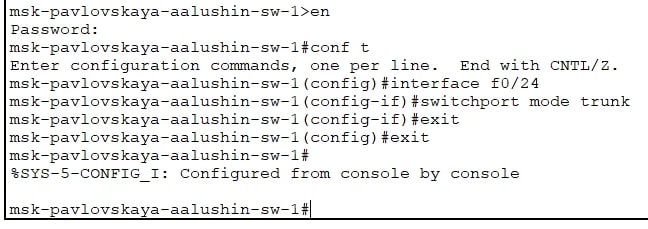 msk-pavlovskaya-aalushin-sw-1>en
Password:
msk-pavlovskaya-aalushin-sw-1#conf t
Enter configuration commands, one per line.  End with CNTL/Z.
msk-pavlovskaya-aalushin-sw-1(config)#interface f0/24
msk-pavlovskaya-aalushin-sw-1(config-if)#switchport mode trunk
msk-pavlovskaya-aalushin-sw-1(config-if)#exit
msk-pavlovskaya-aalushin-sw-1(config)#exit
msk-pavlovskaya-aalushin-sw-1#
%SYS-5-CONFIG_I: Configured from console by console
msk-pavlovskaya-aalushin-sw-1#